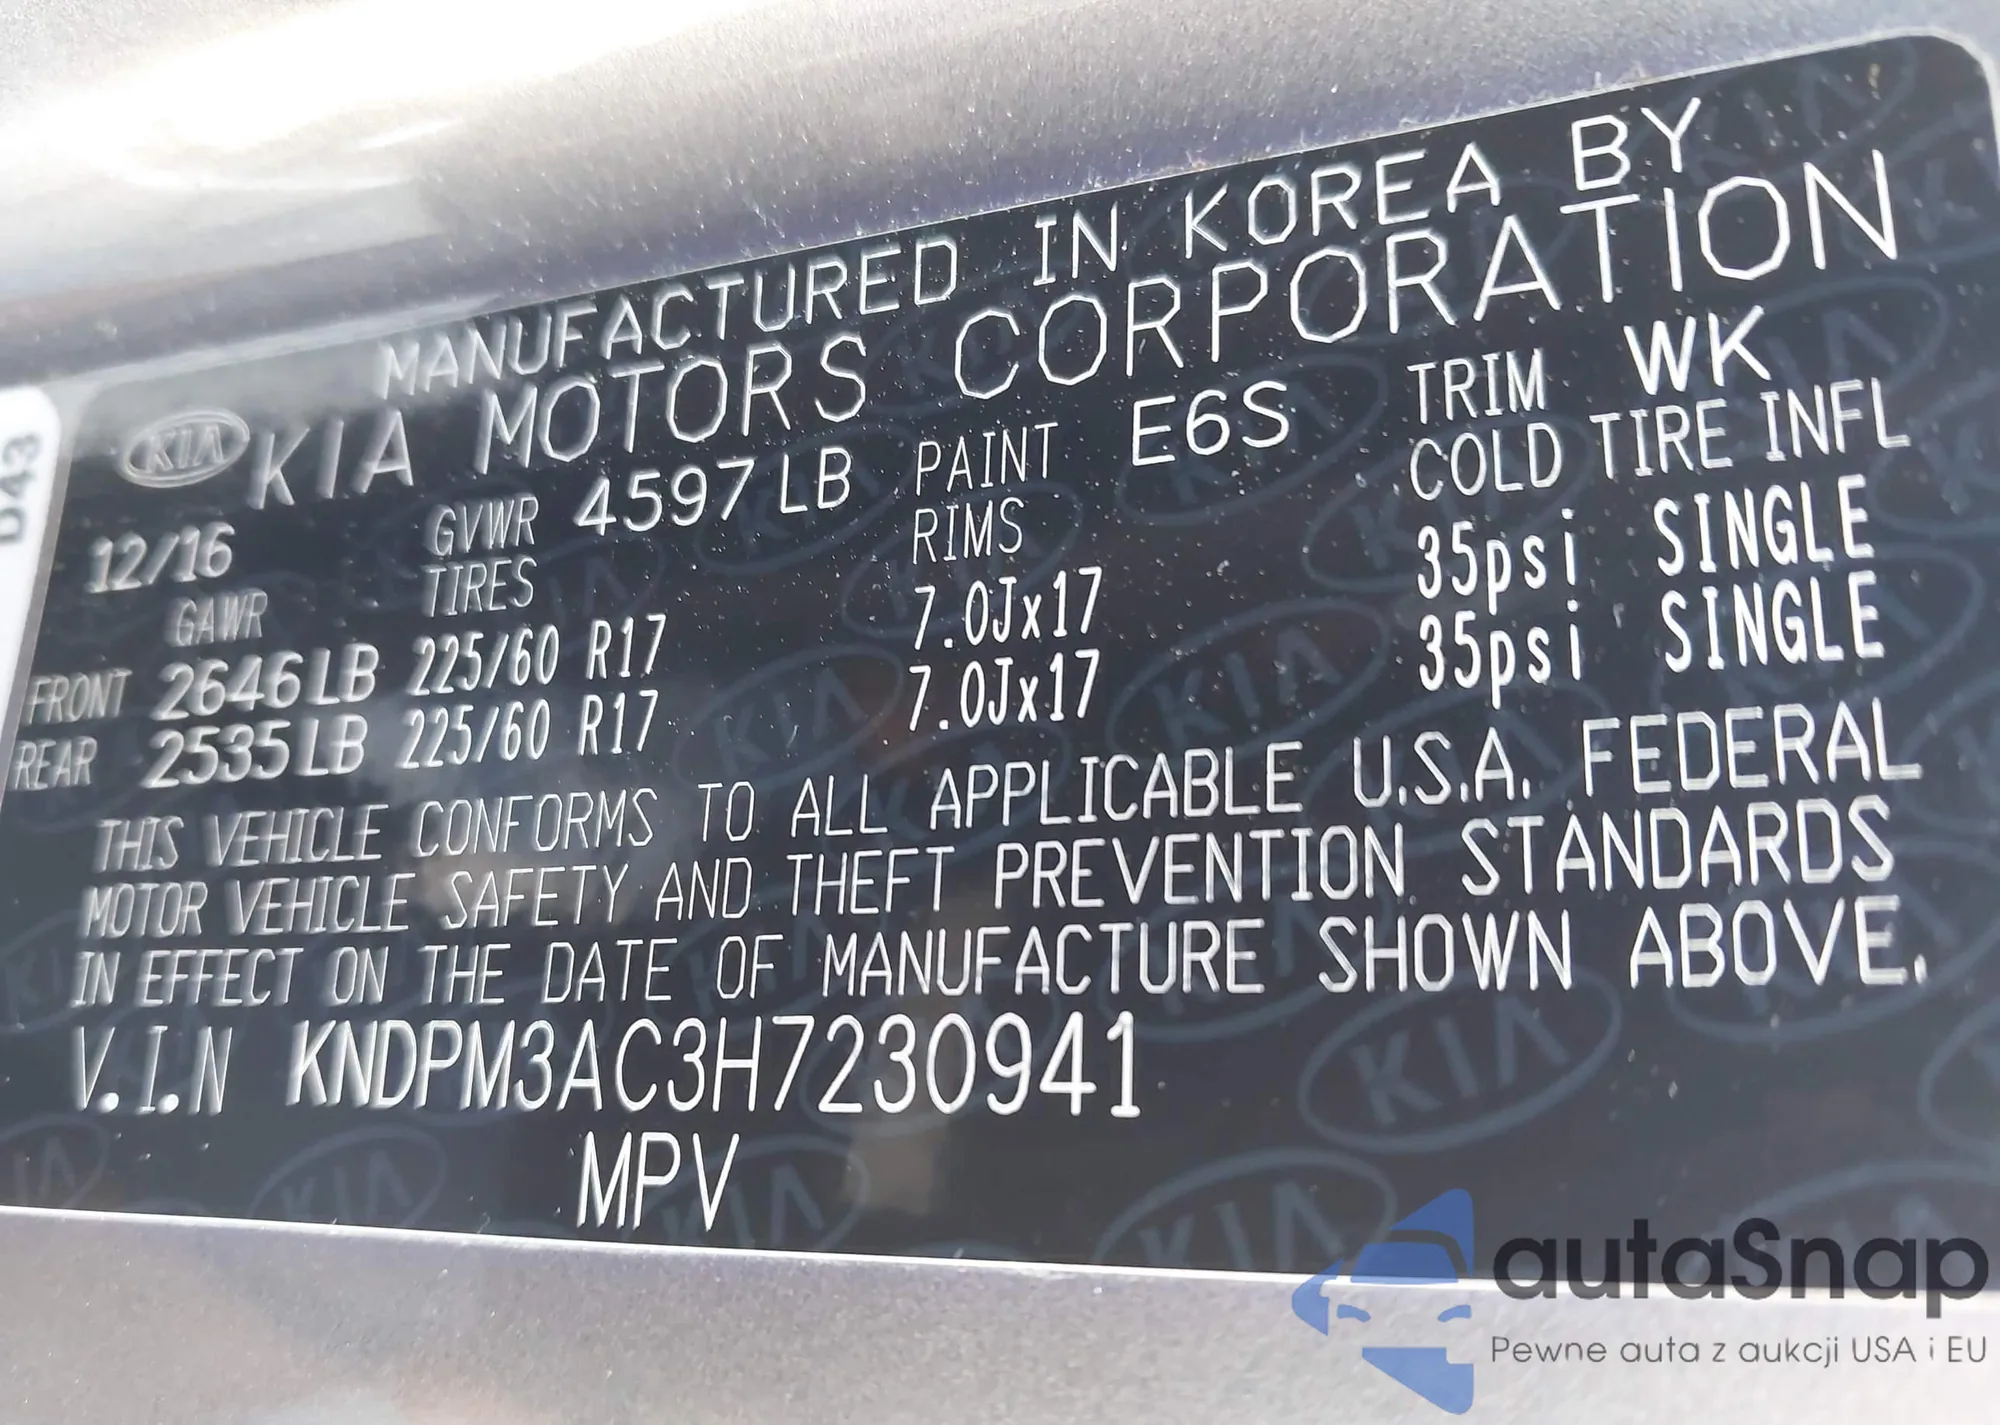 MANUFACTURED IN KOREA BY
KIA KIA MOTORS CORPORATION
12/16 GVWR 4597LB PAINT E6S TRIM WK
GAWR TIRES RIMS COLD TIRE INFL
FRONT 2646LB 225/60 R17 7.0Jx17 35psi SINGLE
REAR 2535LB 225/60 R17 7.0Jx17 35psi SINGLE
THIS VEHICLE CONFORMS TO ALL APPLICABLE U.S.A. FEDERAL
MOTOR VEHICLE SAFETY AND THEFT PREVENTION STANDARDS
IN EFFECT ON THE DATE OF MANUFACTURE SHOWN ABOVE.
V.I.N KNDPM3AC3H7230941
MPV
D43
autaSnap
Pewne auta z aukcji USA i EU